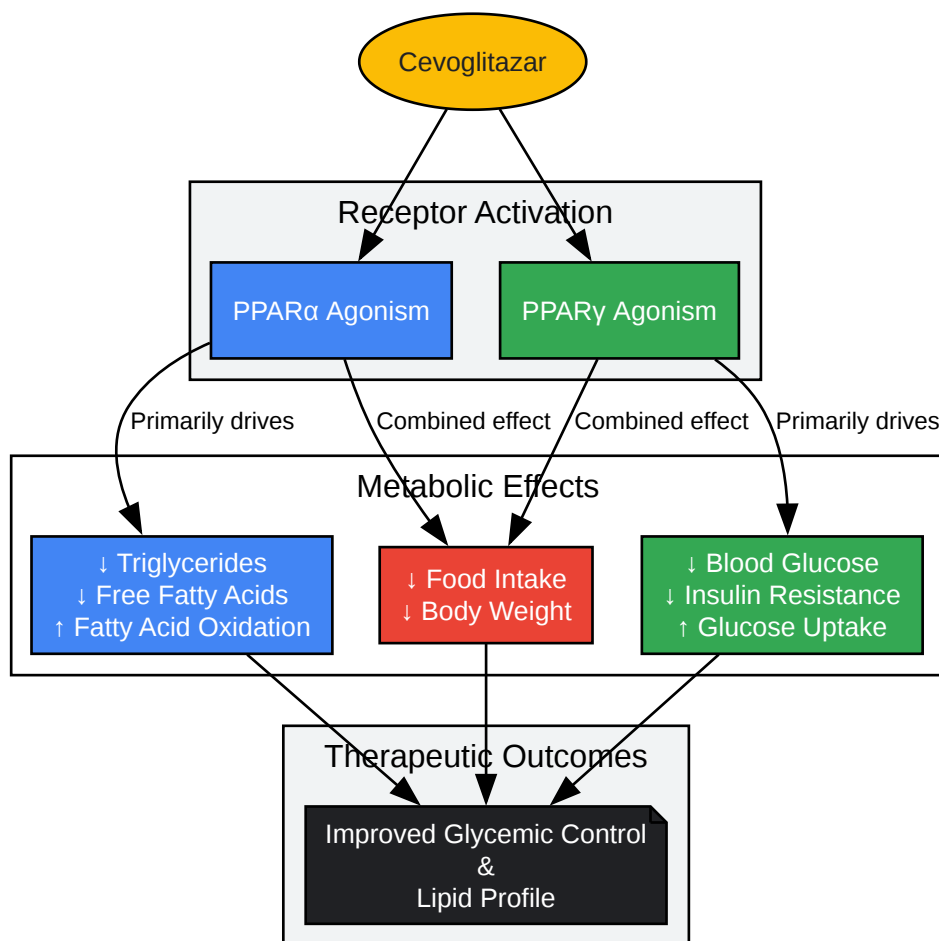 Cevoglitazar
Receptor Activation
PPARα Agonism
PPARγ Agonism
Primarily drives
Combined effect
Combined effect
Primarily drives
Metabolic Effects
↓ Triglycerides
↓ Free Fatty Acids
↑ Fatty Acid Oxidation
↓ Food Intake
↓ Body Weight
↓ Blood Glucose
↓ Insulin Resistance
↑ Glucose Uptake
Therapeutic Outcomes
Improved Glycemic Control
&
Lipid Profile